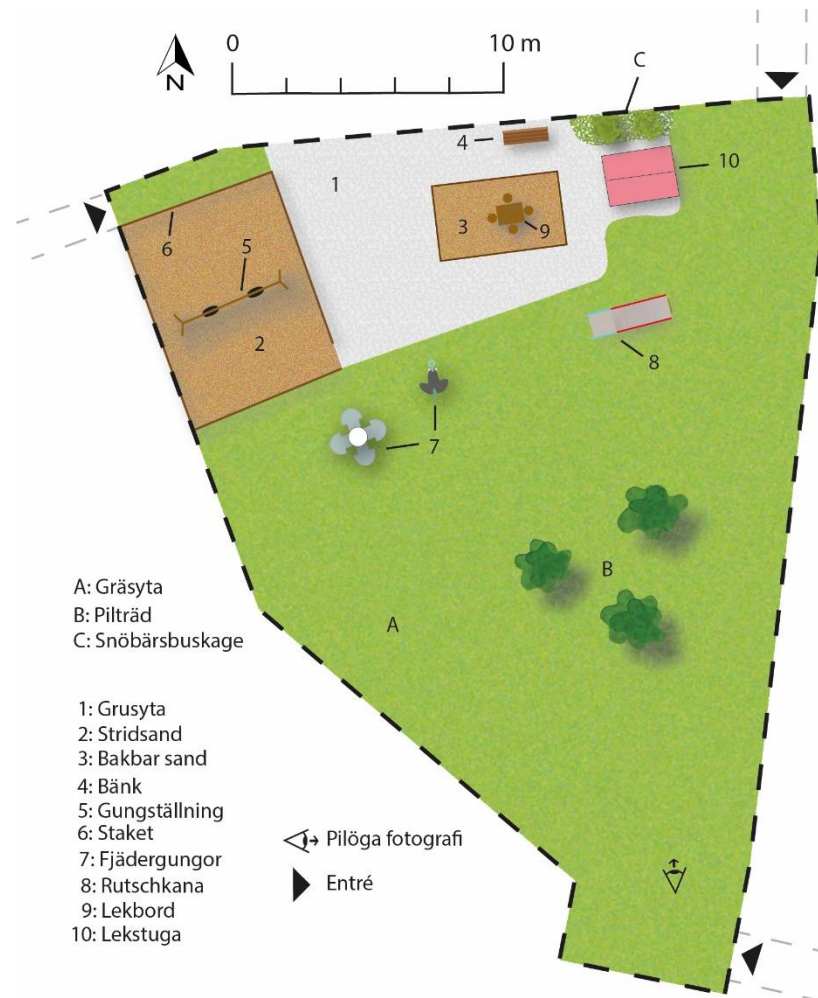 0 10 m
N
C
4
1
10
3
9
6
5
2
8
7
B
A
A: Gräsyta
B: Pilträd
C: Snöbärsbuskage
1: Grusyta
2: Stridsand
3: Bakbar sand
4: Bänk
5: Gungställning
6: Staket
7: Fjädergungor
8: Rutschkana
9: Lekbord
10: Lekstuga
Pilöga fotografi
Entré